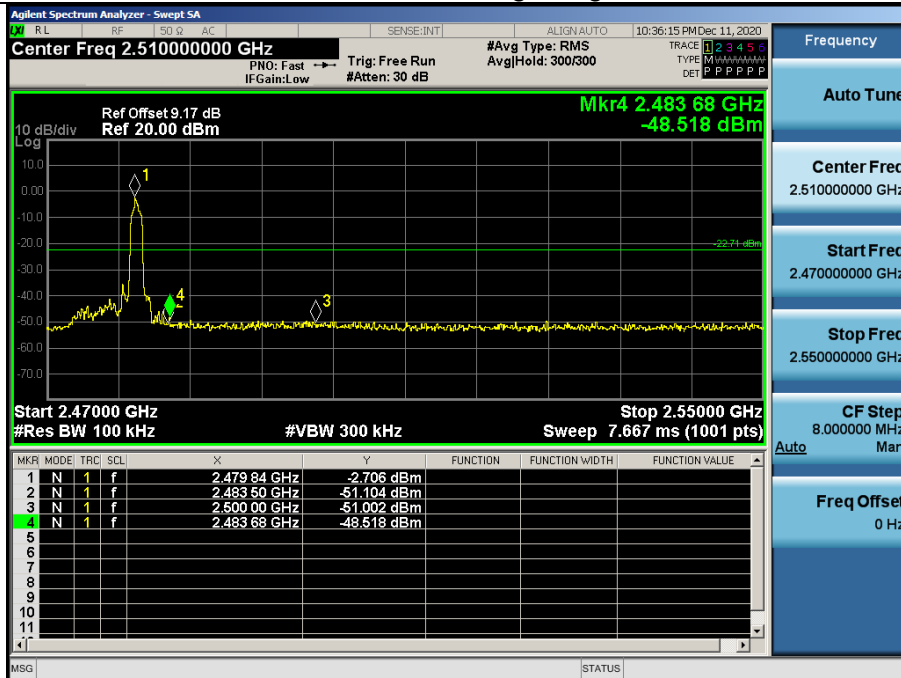 Agilent Spectrum Analyzer - Swept SA
LXI RL RF 50 Ω AC SENSE:INT ALIGNAUTO 10:36:15 PM Dec 11, 2020
Center Freq 2.510000000 GHz #Avg Type: RMS TRACE 1 2 3 4 5 6
PNO: Fast Trig: Free Run Avg|Hold: 300/300 TYPE M WWWWW
IFGain:Low #Atten: 30 dB DET P P P P P P
Mkr4 2.483 68 GHz
Ref Offset 9.17 dB
10 dB/div Ref 20.00 dBm -48.518 dBm
Log
10.0
0.00
-10.0
-20.0
-30.0
-40.0
-50.0
-60.0
-70.0
1
-22.71 dBm
4
3
Start 2.47000 GHz Stop 2.55000 GHz
#Res BW 100 kHz #VBW 300 kHz Sweep 7.667 ms (1001 pts)
MKR MODE TRC SCL X Y FUNCTION FUNCTION WIDTH FUNCTION VALUE
1 N 1 f 2.479 84 GHz -2.706 dBm
2 N 1 f 2.483 50 GHz -51.104 dBm
3 N 1 f 2.500 00 GHz -51.002 dBm
4 N 1 f 2.483 68 GHz -48.518 dBm
5
6
7
8
9
10
11
MSG STATUS
Frequency
Auto Tune
Center Freq
2.510000000 GHz
Start Freq
2.470000000 GHz
Stop Freq
2.550000000 GHz
CF Step
8.000000 MHz
Auto Man
Freq Offset
0 Hz